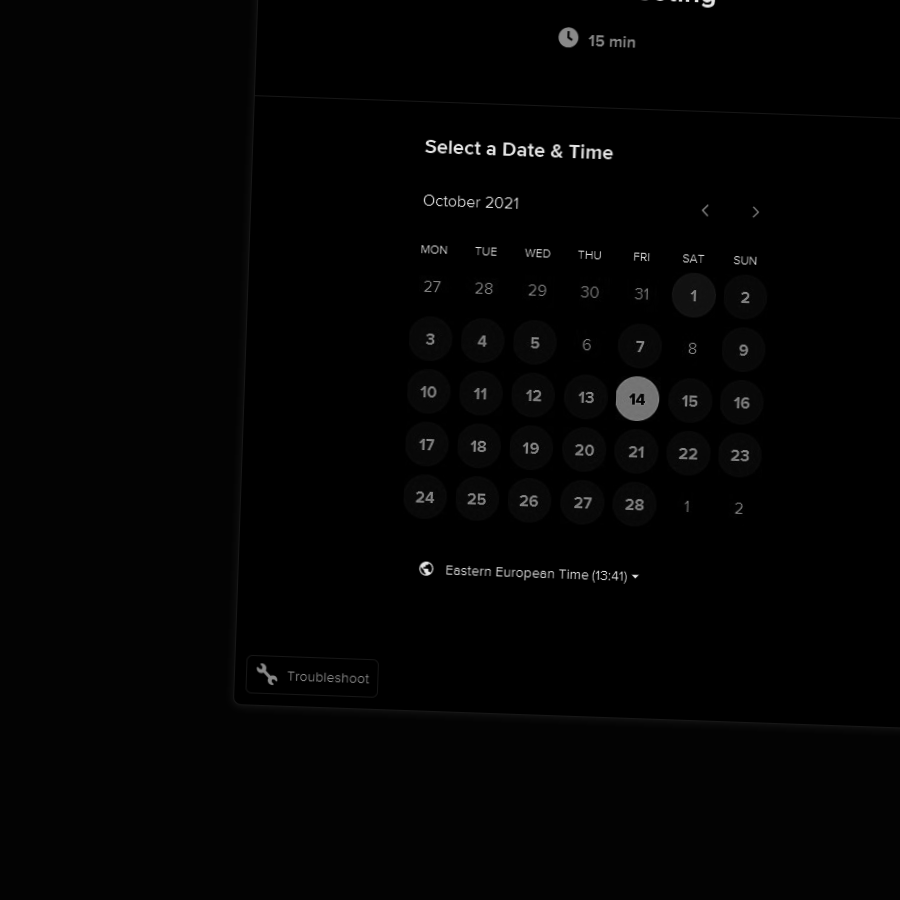 15 min
Select a Date & Time
October 2021
MON TUE WED THU FRI SAT SUN
27 28 29 30 31 1 2
3 4 5 6 7 8 9
10 11 12 13 14 15 16
17 18 19 20 21 22 23
24 25 26 27 28 1 2
Eastern European Time (13:41)
Troubleshoot